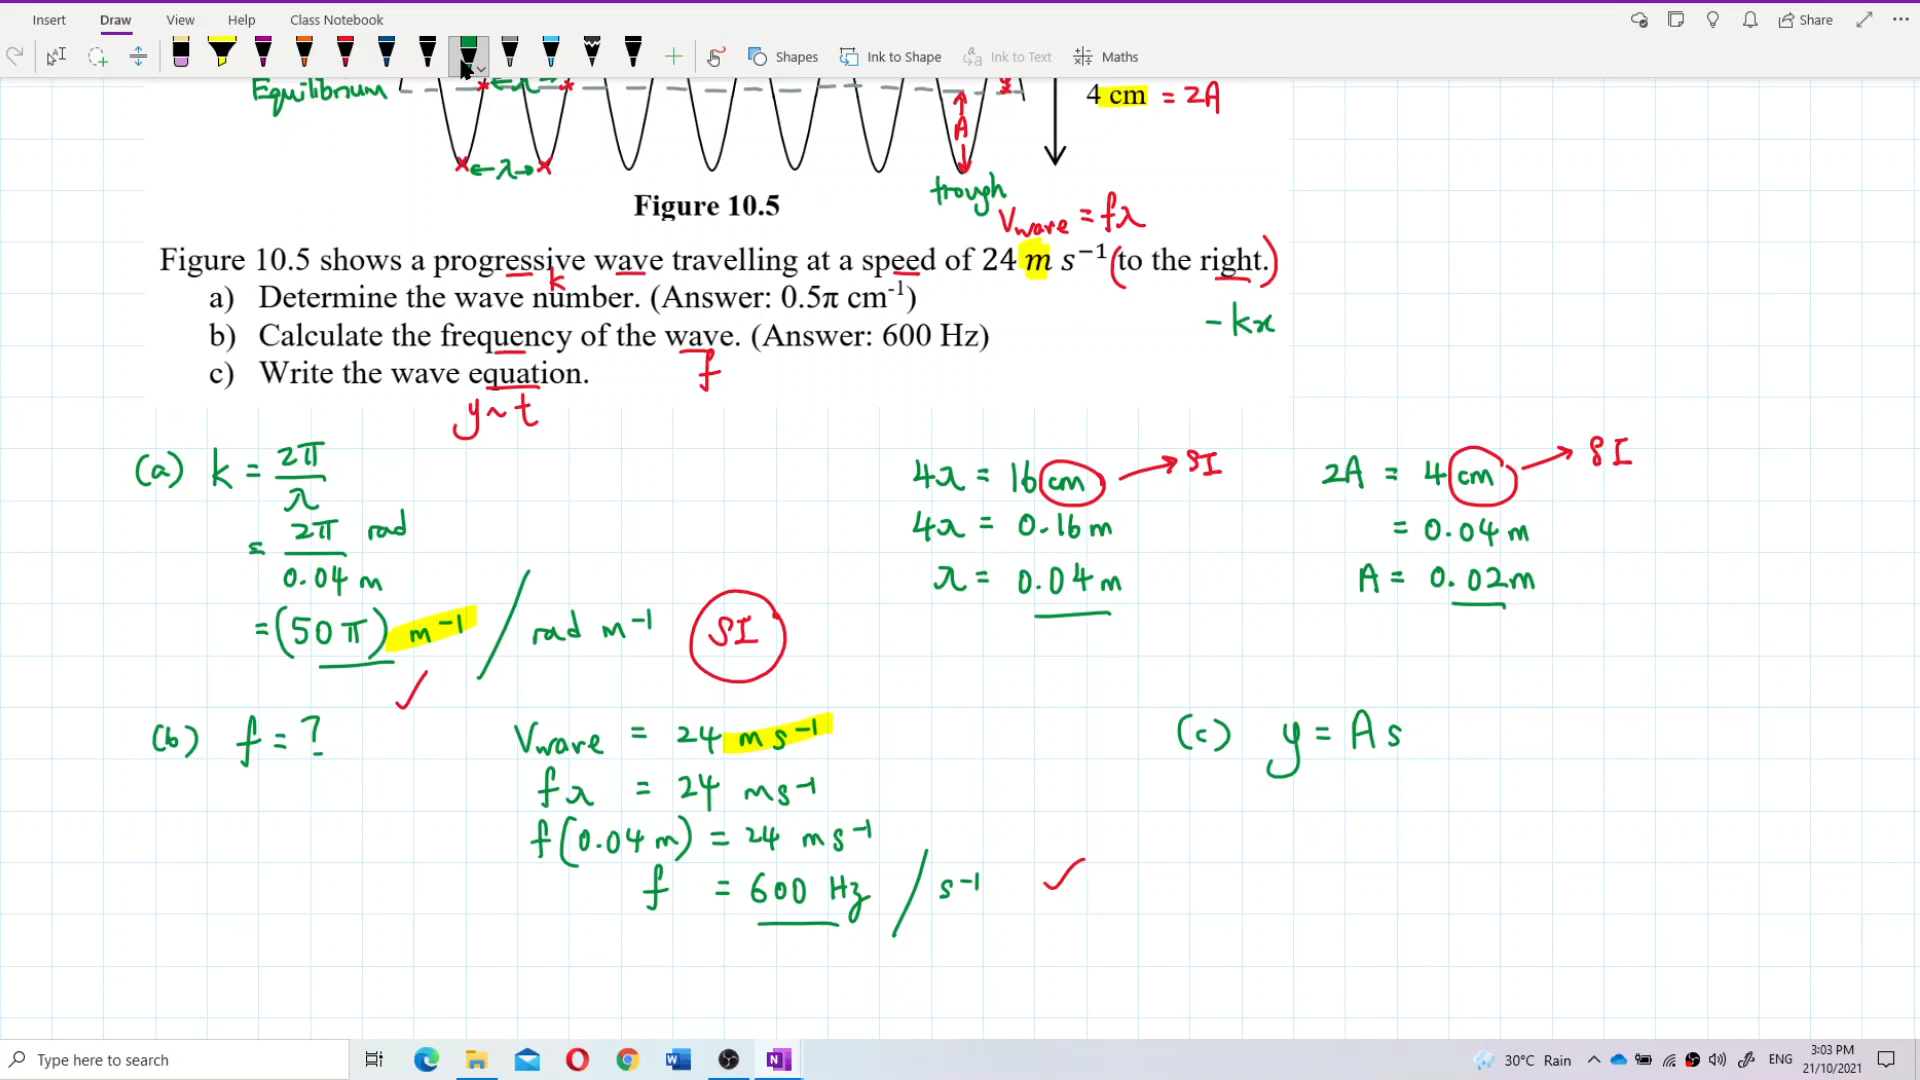 Insert Draw View Help Class Notebook Share
Shapes Ink to Shape Ink to Text Maths
Equilibrium λ 4 cm = 2A
A
λ
trough
Figure 10.5
Vwave = fλ
Figure 10.5 shows a progressive wave travelling at a speed of 24 m s⁻¹ (to the right.)
k
a) Determine the wave number. (Answer: 0.5π cm⁻¹)
- kx
b) Calculate the frequency of the wave. (Answer: 600 Hz)
f
c) Write the wave equation.
y ~ t
(a) k = 2π/λ
= 2π rad / 0.04 m
= (50π) m⁻¹ / rad m⁻¹ SI
4λ = 16 cm → SI
4λ = 0.16 m
λ = 0.04 m
2A = 4 cm → SI
= 0.04 m
A = 0.02 m
(b) f = ?
Vwave = 24 ms⁻¹
fλ = 24 ms⁻¹
f(0.04 m) = 24 ms⁻¹
f = 600 Hz / s⁻¹
(c) y = A s
Type here to search
30°C Rain ENG 3:03 PM
21/10/2021